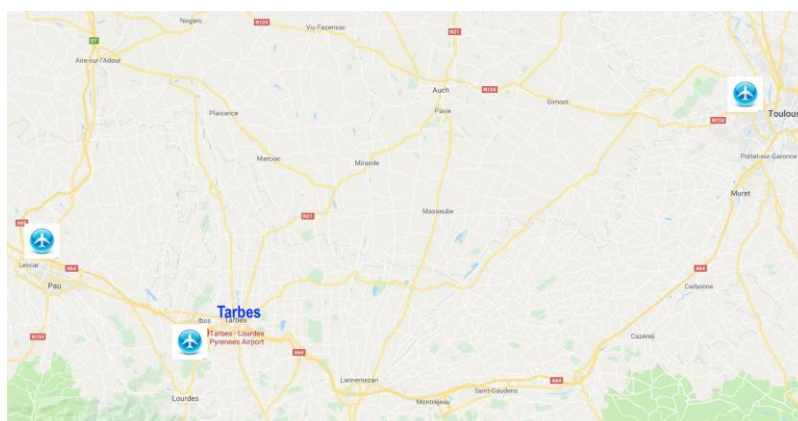 Nogaro
N124
Vic-Fezensac
N21
E7
Aire-sur-l'Adour
Auch
N124
Gimont
Plaisance
Pavie
N124
Toulous
Marciac
Mirande
Portet-sur-Garonne
Muret
N21
Masseube
Lescar
A64
A64
Pau
Carbonne
Tarbes
Ibos
Tarbes
Tarbes - Lourdes
Pyrenees Airport
N134
A64
Cazères
Lannemezan
A64
Saint-Gaudens
Lourdes
Montréjeau